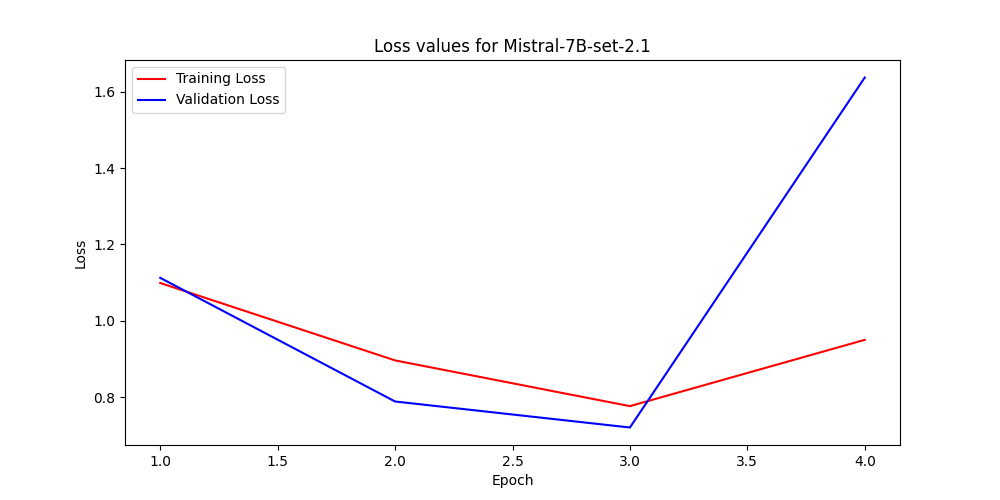 Loss values for Mistral-7B-set-2.1
Training Loss
Validation Loss
1.6
1.4
1.2
1.0
0.8
Loss
1.0 1.5 2.0 2.5 3.0 3.5 4.0
Epoch